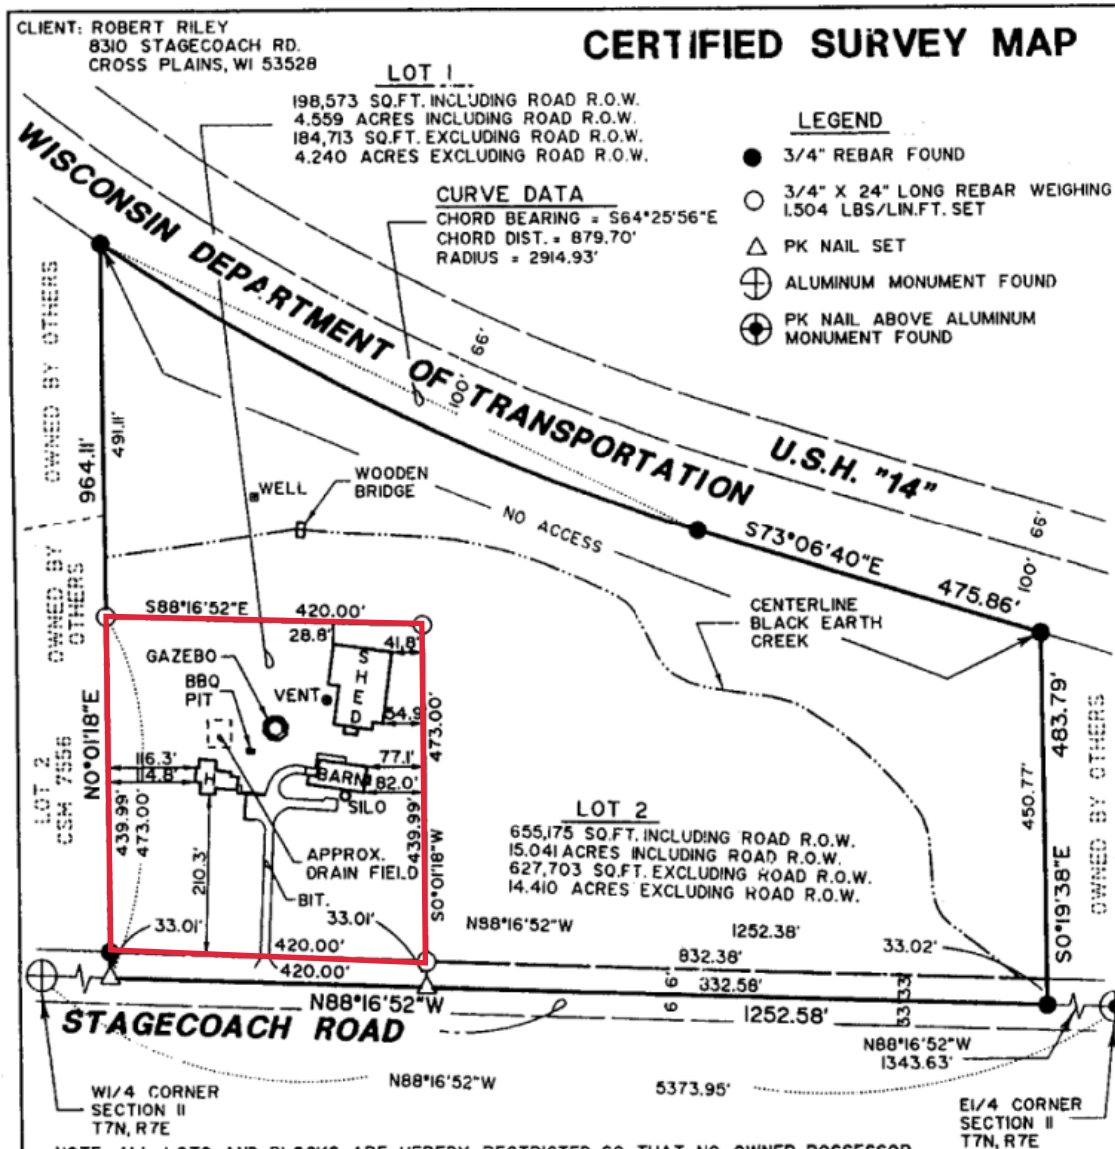 CLIENT: ROBERT RILEY
8310 STAGECOACH RD.
CROSS PLAINS, WI 53528
CERTIFIED SURVEY MAP
LOT 1
198,573 SQ.FT. INCLUDING ROAD R.O.W.
4.559 ACRES INCLUDING ROAD R.O.W.
184,713 SQ.FT. EXCLUDING ROAD R.O.W.
4.240 ACRES EXCLUDING ROAD R.O.W.
LEGEND
3/4" REBAR FOUND
3/4" X 24" LONG REBAR WEIGHING
1.504 LBS/LIN.FT. SET
PK NAIL SET
ALUMINUM MONUMENT FOUND
PK NAIL ABOVE ALUMINUM
MONUMENT FOUND
CURVE DATA
CHORD BEARING = S64°25'56"E
CHORD DIST. = 879.70'
RADIUS = 2914.93'
WISCONSIN DEPARTMENT OF TRANSPORTATION
U.S.H. "14"
66'
100'
OWNED BY OTHERS
964.11'
491.11'
WELL
WOODEN
BRIDGE
NO ACCESS
S73°06'40"E
475.86'
66'
100'
CENTERLINE
BLACK EARTH
CREEK
OWNED BY
OTHERS
S88°16'52"E
420.00'
28.8'
41.8'
SHED
GAZEBO
BBQ
PIT
VENT
54.9'
473.00'
N0°01'18"E
LOT 2
CSM 7556
116.3'
114.8'
H
77.1'
BARN
82.0'
SILO
439.99'
473.00'
210.3'
439.99'
S0°01'18"W
APPROX.
DRAIN FIELD
BIT.
33.01'
33.01'
420.00'
420.00'
LOT 2
655,175 SQ.FT. INCLUDING ROAD R.O.W.
15.041 ACRES INCLUDING ROAD R.O.W.
627,703 SQ.FT. EXCLUDING ROAD R.O.W.
14.410 ACRES EXCLUDING ROAD R.O.W.
483.79'
450.77'
S0°19'38"E
OWNED BY OTHERS
N88°16'52"W
1252.38'
832.38'
33.02'
6'
332.58'
33'
N88°16'52"W
6'
1252.58'
33'
STAGECOACH ROAD
N88°16'52"W
1343.63'
N88°16'52"W
5373.95'
W1/4 CORNER
SECTION 11
T7N, R7E
E1/4 CORNER
SECTION 11
T7N, R7E